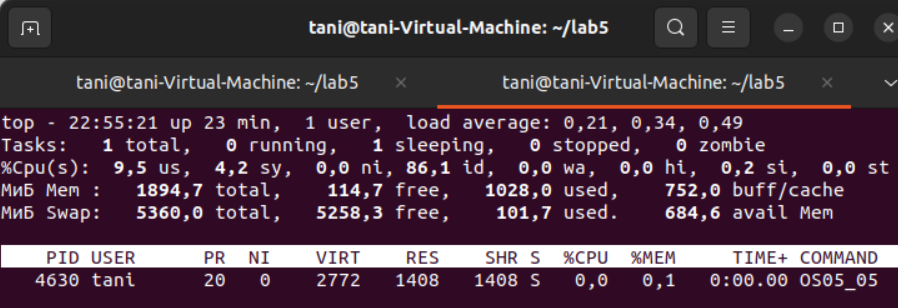 tani@tani-Virtual-Machine: ~/lab5
tani@tani-Virtual-Machine: ~/lab5 × tani@tani-Virtual-Machine: ~/lab5 ×
top - 22:55:21 up 23 min,  1 user,  load average: 0,21, 0,34, 0,49
Tasks:   1 total,   0 running,   1 sleeping,   0 stopped,   0 zombie
%Cpu(s):  9,5 us,  4,2 sy,  0,0 ni, 86,1 id,  0,0 wa,  0,0 hi,  0,2 si,  0,0 st
МиБ Mem :   1894,7 total,    114,7 free,   1028,0 used,    752,0 buff/cache
МиБ Swap:   5360,0 total,   5258,3 free,    101,7 used.    684,6 avail Mem
PID USER      PR  NI    VIRT    RES    SHR S  %CPU  %MEM     TIME+ COMMAND
4630 tani      20   0    2772   1408   1408 S   0,0   0,1   0:00.00 OS05_05